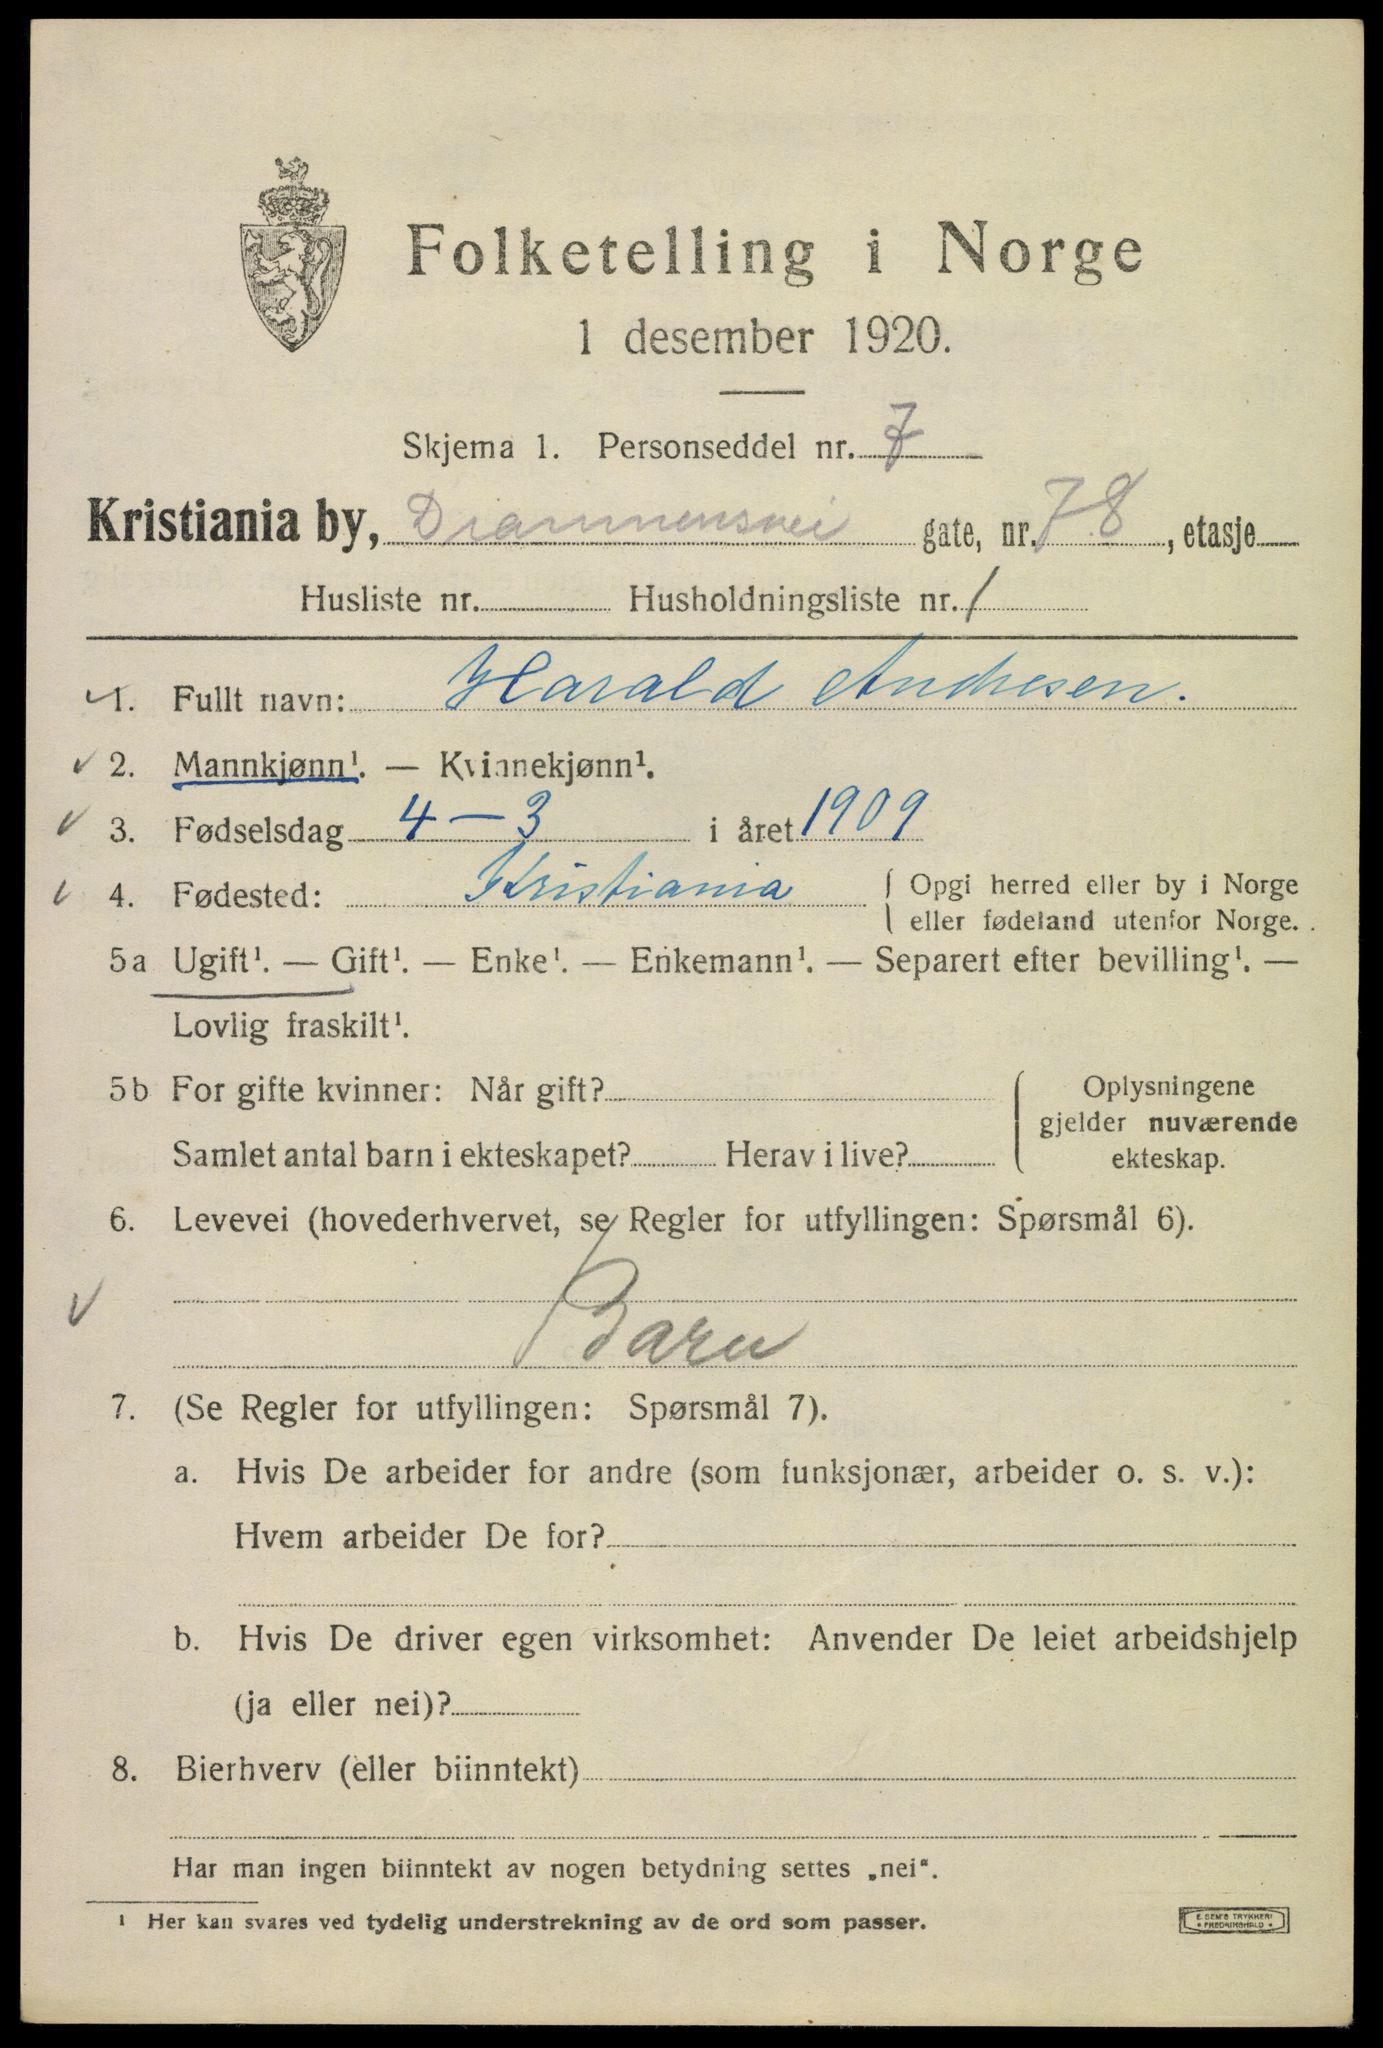 Folketelling i Norge
1 desember 1920.
Skjema 1. Personseddel nr. 7
Kristiania by, Drammensvei gate, nr. 78, etasje
Husliste nr. Husholdningsliste nr. 1
1. Fullt navn: Harald Andresen.
2. Mannkjønn¹. — Kvinnekjønn¹.
3. Fødselsdag 4 — 3 i året 1909
4. Fødested: Kristiania { Opgi herred eller by i Norge
eller fødeland utenfor Norge.
5a Ugift¹. — Gift¹. — Enke¹. — Enkemann¹. — Separert efter bevilling¹. —
Lovlig fraskilt¹.
5b For gifte kvinner: Når gift? Oplysningene
gjelder nuværende
Samlet antal barn i ekteskapet? Herav i live? ekteskap.
6. Levevei (hovederhvervet, se Regler for utfyllingen: Spørsmål 6).
Barn
7. (Se Regler for utfyllingen: Spørsmål 7).
a. Hvis De arbeider for andre (som funksjonær, arbeider o. s. v.):
Hvem arbeider De for?
b. Hvis De driver egen virksomhet: Anvender De leiet arbeidshjelp
(ja eller nei)?
8. Bierhverv (eller biinntekt)
Har man ingen biinntekt av nogen betydning settes „nei“.
¹ Her kan svares ved tydelig understrekning av de ord som passer.
E. SEM'S TRYKKERI
FREDRIKSHALD